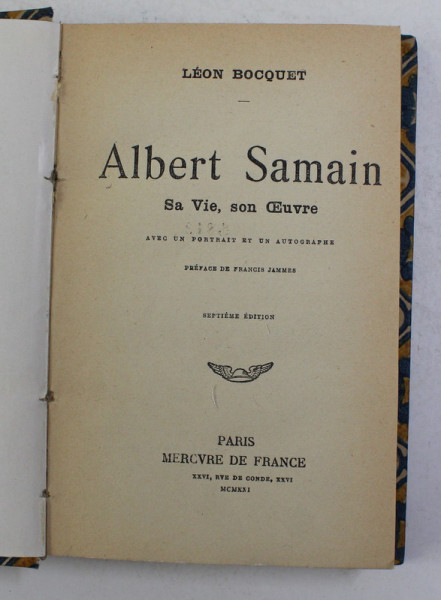 LÉON BOCQUET
Albert Samain
Sa Vie, son Œuvre
AVEC UN PORTRAIT ET UN AUTOGRAPHE
PRÉFACE DE FRANCIS JAMMES
SEPTIÈME ÉDITION
PARIS
MERCVRE DE FRANCE
XXVI, RVE DE CONDÉ, XXVI
MCMXXI